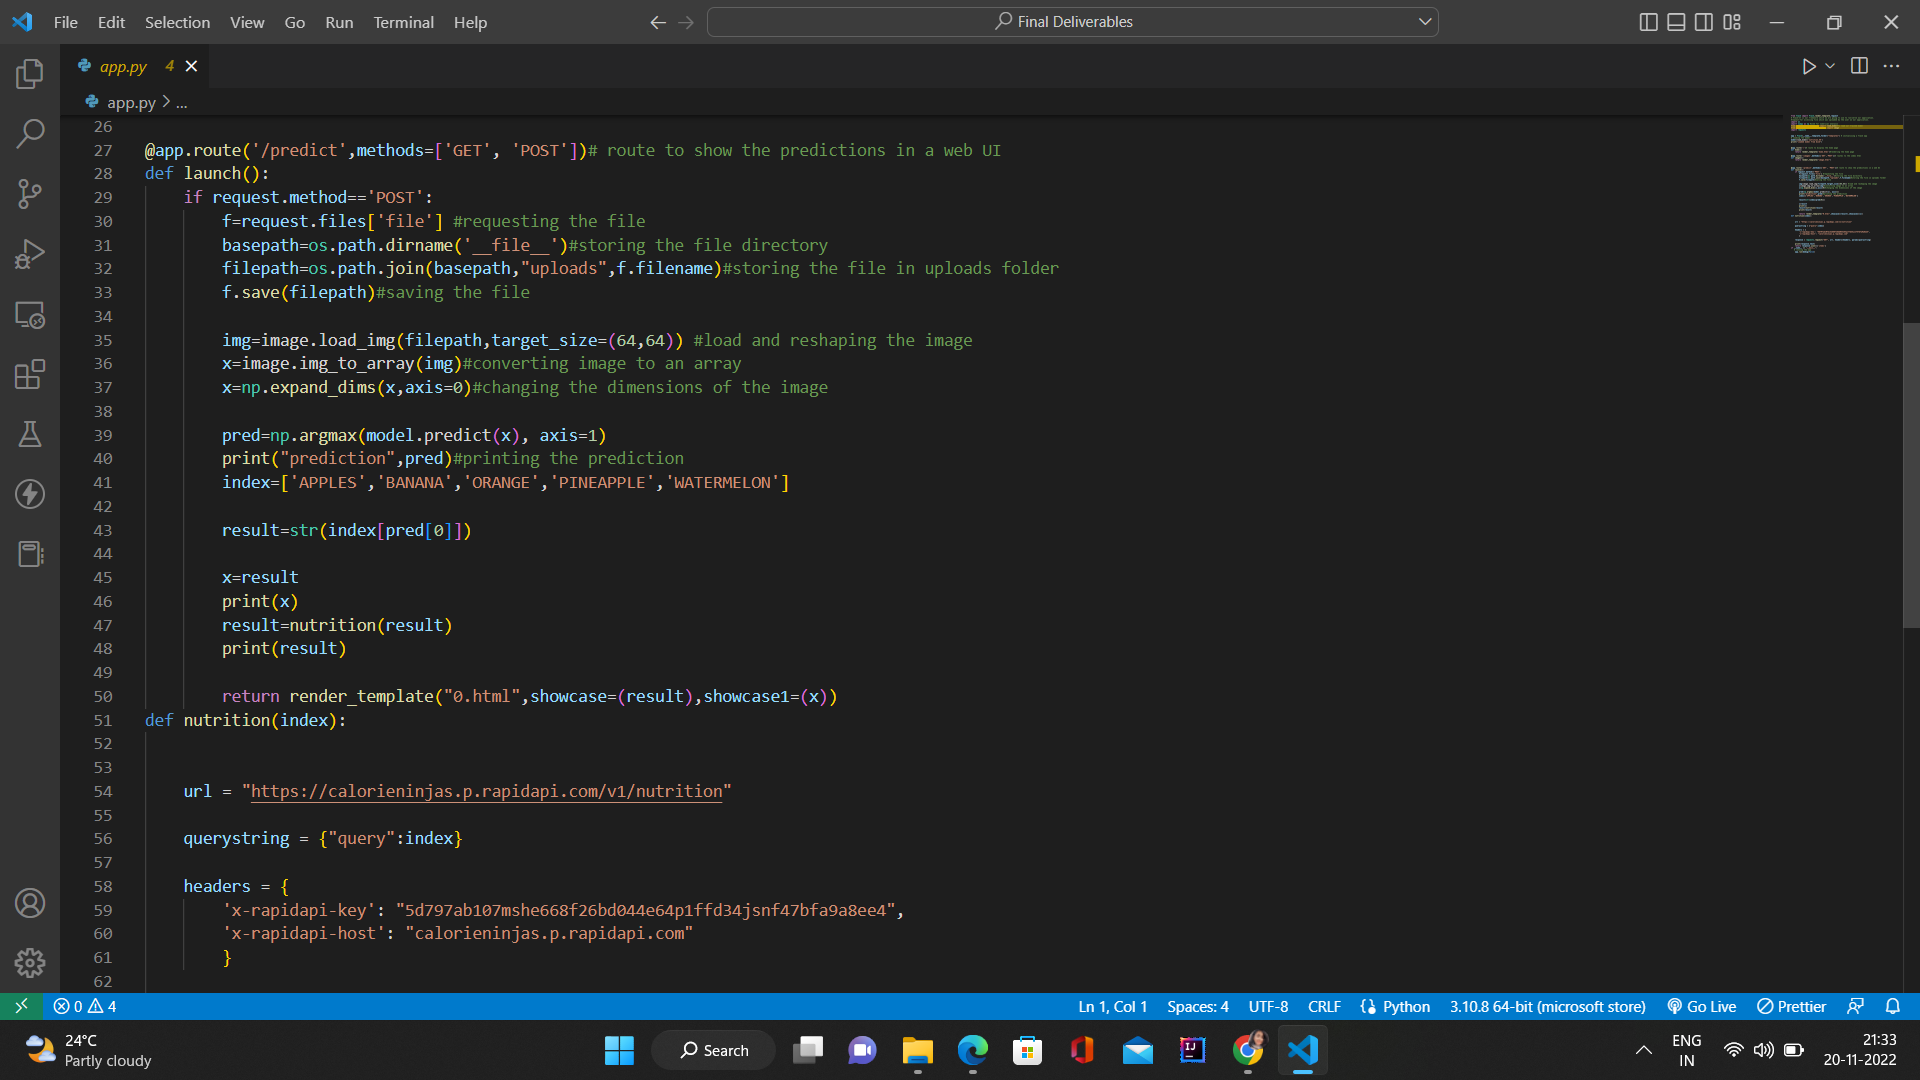 File Edit Selection View Go Run Terminal Help
Final Deliverables
app.py 4
app.py > ...
26
27 @app.route('/predict',methods=['GET', 'POST'])# route to show the predictions in a web UI
28 def launch():
29 if request.method=='POST':
30 f=request.files['file'] #requesting the file
31 basepath=os.path.dirname('__file__')#storing the file directory
32 filepath=os.path.join(basepath,"uploads",f.filename)#storing the file in uploads folder
33 f.save(filepath)#saving the file
34
35 img=image.load_img(filepath,target_size=(64,64)) #load and reshaping the image
36 x=image.img_to_array(img)#converting image to an array
37 x=np.expand_dims(x,axis=0)#changing the dimensions of the image
38
39 pred=np.argmax(model.predict(x), axis=1)
40 print("prediction",pred)#printing the prediction
41 index=['APPLES','BANANA','ORANGE','PINEAPPLE','WATERMELON']
42
43 result=str(index[pred[0]])
44
45 x=result
46 print(x)
47 result=nutrition(result)
48 print(result)
49
50 return render_template("0.html",showcase=(result),showcase1=(x))
51 def nutrition(index):
52
53
54 url = "https://calorieninjas.p.rapidapi.com/v1/nutrition"
55
56 querystring = {"query":index}
57
58 headers = {
59 'x-rapidapi-key': "5d797ab107mshe668f26bd044e64p1ffd34jsnf47bfa9a8ee4",
60 'x-rapidapi-host': "calorieninjas.p.rapidapi.com"
61 }
62
0 4 Ln 1, Col 1 Spaces: 4 UTF-8 CRLF Python 3.10.8 64-bit (microsoft store) Go Live Prettier
24°C
Partly cloudy
Search
ENG
IN
21:33
20-11-2022